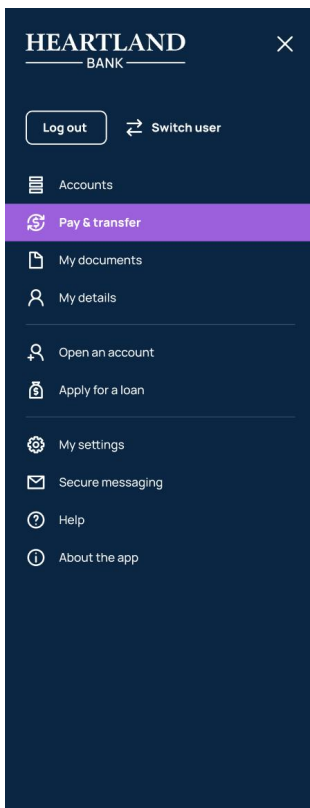 HEARTLAND
BANK
Log out
Switch user
Accounts
Pay & transfer
My documents
My details
Open an account
Apply for a loan
My settings
Secure messaging
Help
About the app